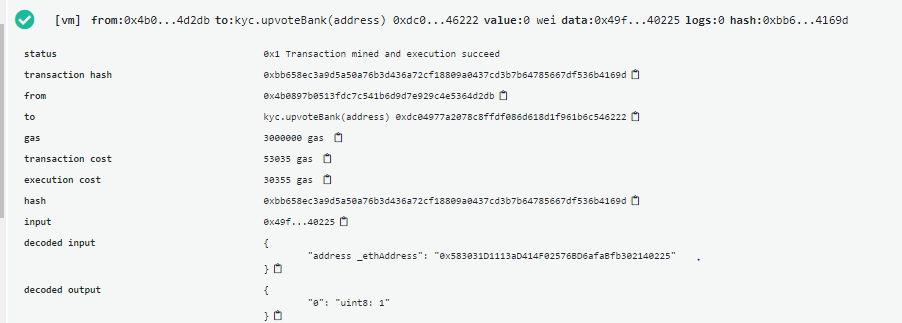 [vm] from:0x4b0...4d2db to:kyc.upvoteBank(address) 0xdc0...46222 value:0 wei data:0x49f...40225 logs:0 hash:0xbb6...4169d
status 0x1 Transaction mined and execution succeed
transaction hash 0xbb658ec3a9d5a50a76b3d436a72cf18809a0437cd3b7b64785667df536b4169d
from 0x4b0897b0513fdc7c541b6d9d7e929c4e5364d2db
to kyc.upvoteBank(address) 0xdc04977a2078c8ffdf086d618d1f961b6c546222
gas 3000000 gas
transaction cost 53035 gas
execution cost 30355 gas
hash 0xbb658ec3a9d5a50a76b3d436a72cf18809a0437cd3b7b64785667df536b4169d
input 0x49f...40225
decoded input {
"address _ethAddress": "0x583031D1113aD414F02576BD6afaBfb302140225"
}
decoded output {
"0": "uint8: 1"
}